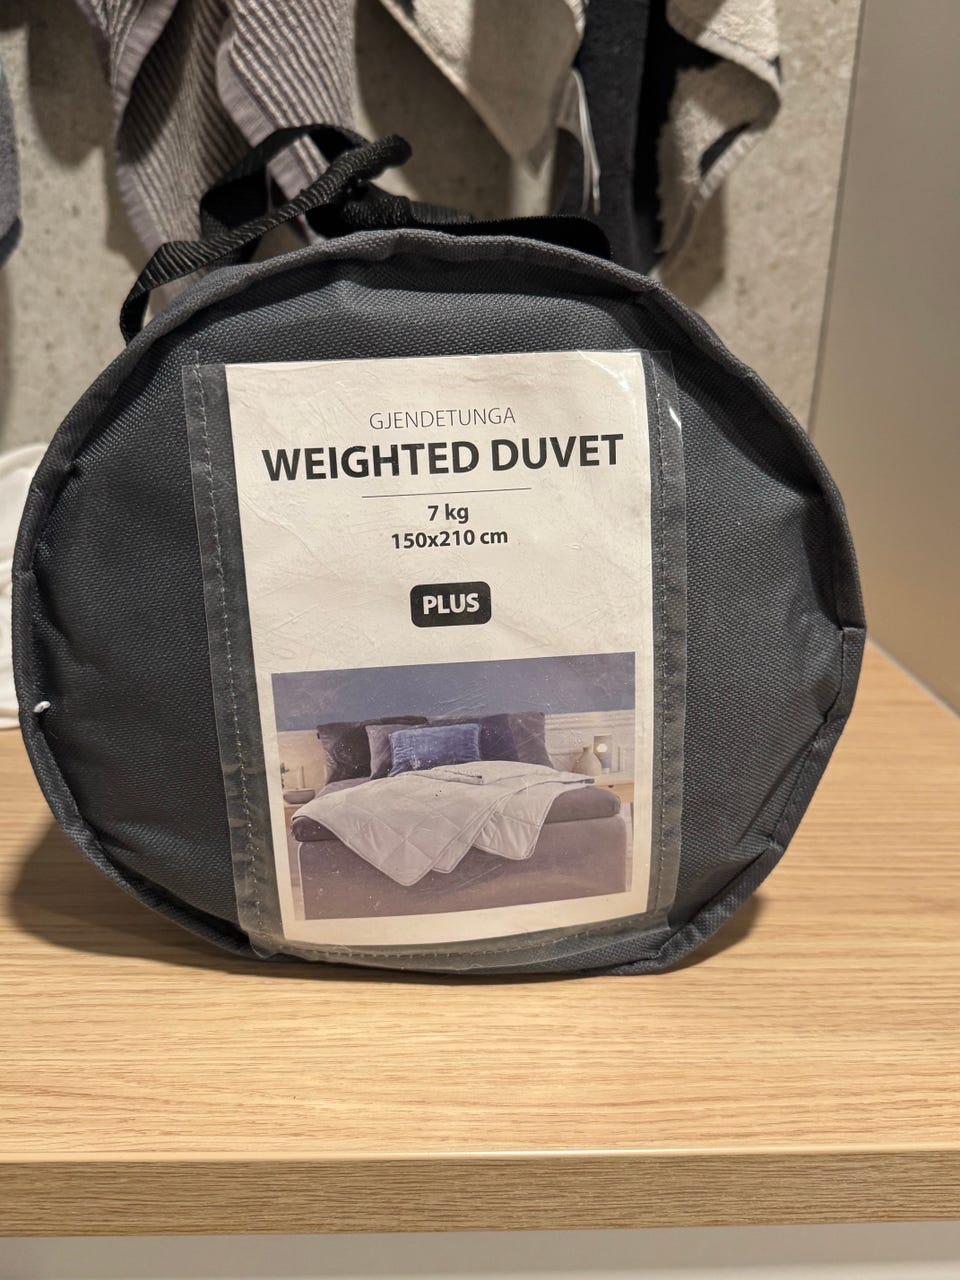 GJENDETUNGA
WEIGHTED DUVET
7 kg
150x210 cm
PLUS